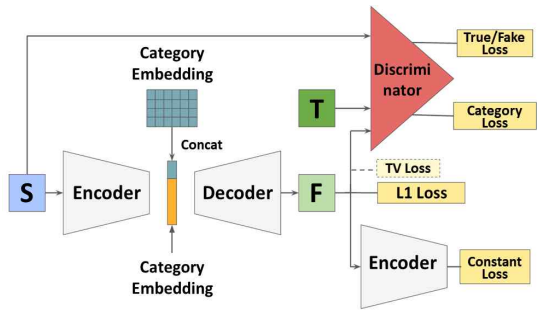 True/Fake
Loss
Category
Embedding
Discrimi
nator
T
Category
Loss
Concat
TV Loss
S
Encoder
Decoder
F
L1 Loss
Category
Embedding
Encoder
Constant
Loss